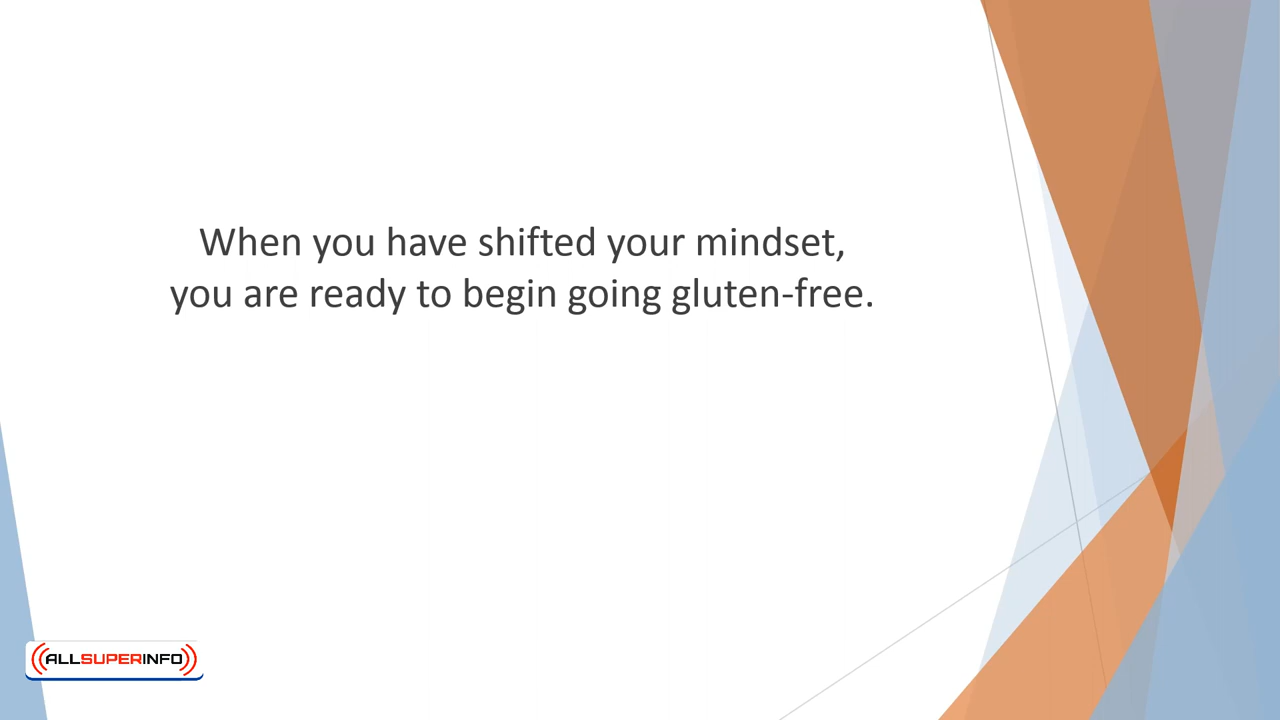 When you have shifted your mindset,
you are ready to begin going gluten-free.
ALLSUPERINFO